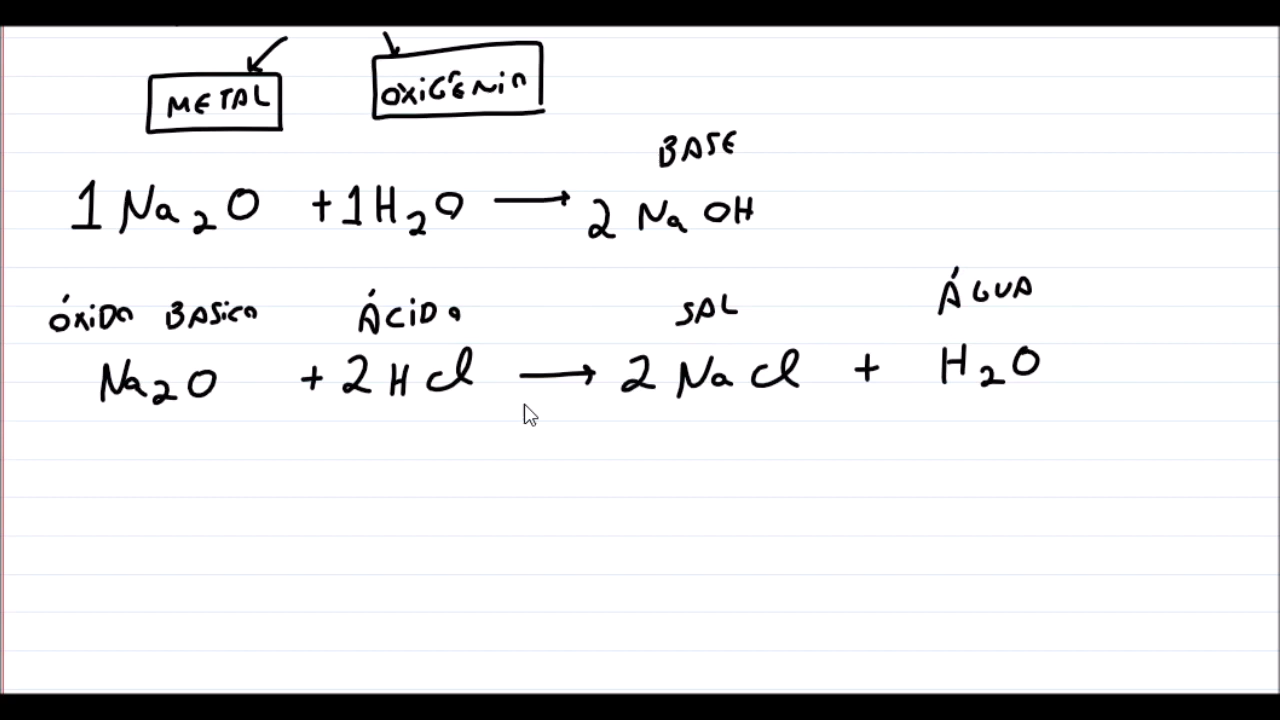 METAL OXIGÊNIO
BASE
1 Na₂O + 1 H₂O → 2 NaOH
ÓXIDO BASICO ÁCIDO SAL ÁGUA
Na₂O + 2 HCl → 2 NaCl + H₂O